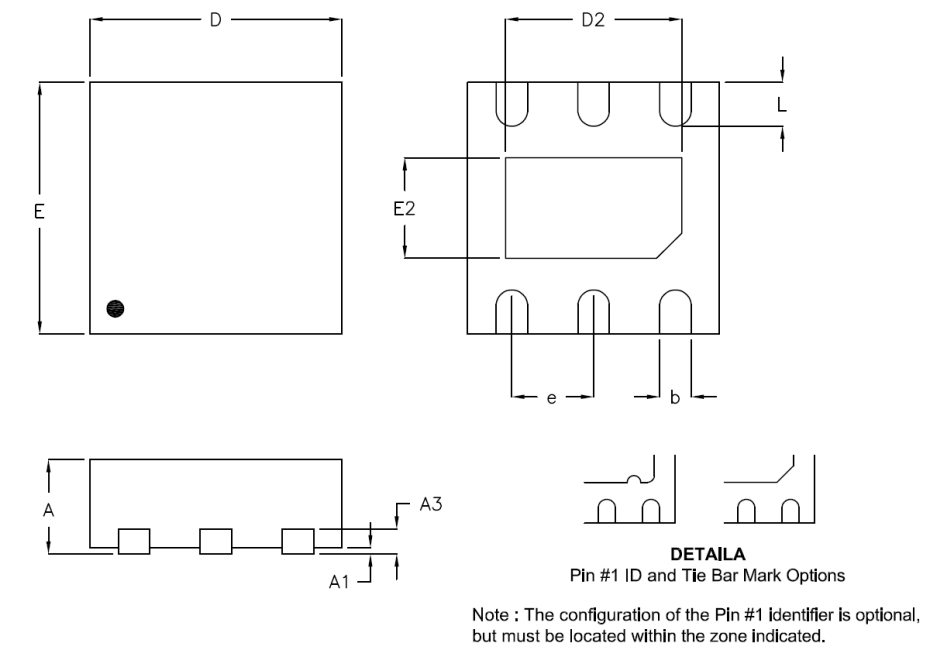 D
D2
L
E
E2
e
b
A
A3
A1
DETAILA
Pin #1 ID and Tie Bar Mark Options
Note : The configuration of the Pin #1 identifier is optional,
but must be located within the zone indicated.